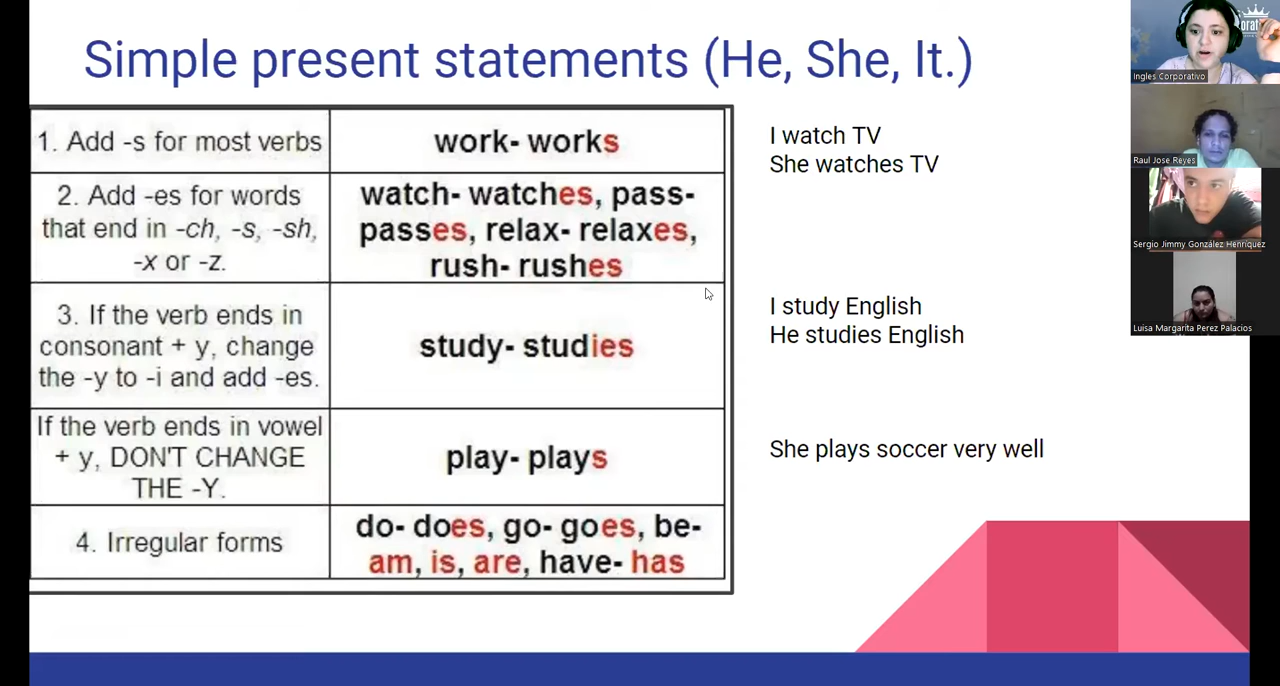 Simple present statements (He, She, It.)
1. Add -s for most verbs
work- works
2. Add -es for words
that end in -ch, -s, -sh,
-x or -z.
watch- watches, pass-
passes, relax- relaxes,
rush- rushes
3. If the verb ends in
consonant + y, change
the -y to -i and add -es.
study- studies
If the verb ends in vowel
+ y, DON'T CHANGE
THE -Y.
play- plays
4. Irregular forms
do- does, go- goes, be-
am, is, are, have- has
I watch TV
She watches TV
I study English
He studies English
She plays soccer very well
Ingles Corporativo
Raul Jose Reyes
Sergio Jimmy González Henríquez
Luisa Margarita Perez Palacios